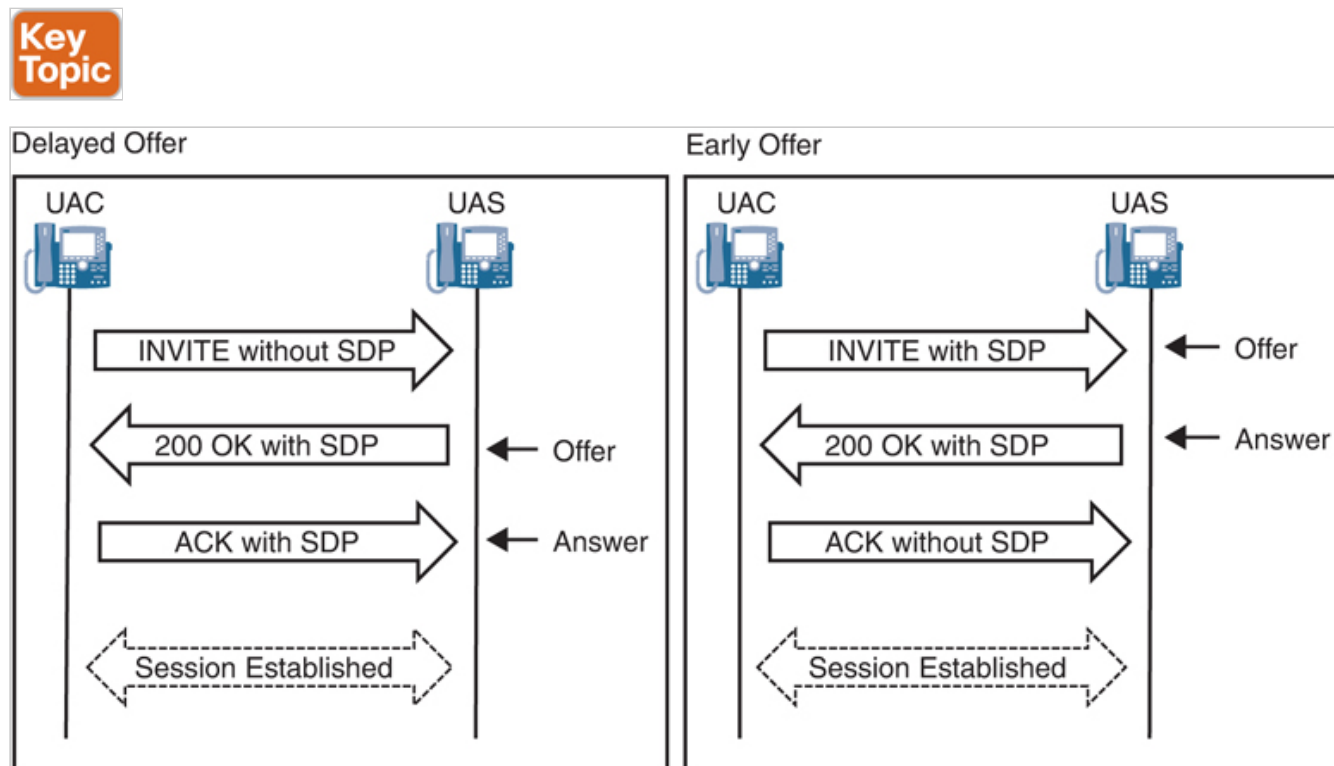 Key
Topic
Delayed Offer
UAC
UAS
INVITE without SDP
200 OK with SDP
Offer
ACK with SDP
Answer
Session Established
Early Offer
UAC
UAS
INVITE with SDP
Offer
200 OK with SDP
Answer
ACK without SDP
Session Established